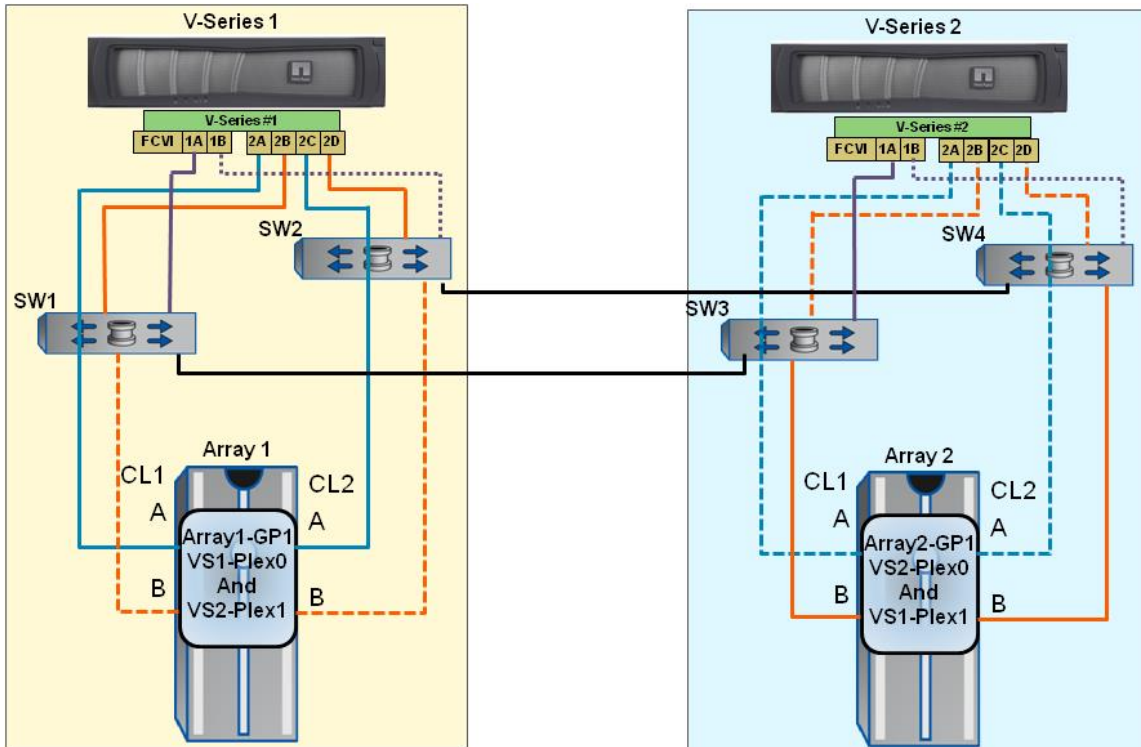 V-Series 1
V-Series #1
FCVI 1A 1B 2A 2B 2C 2D
SW2
SW1
Array 1
CL1
CL2
A
A
Array1-GP1
VS1-Plex0
And
VS2-Plex1
B
B
V-Series 2
V-Series #2
FCVI 1A 1B 2A 2B 2C 2D
SW4
SW3
Array 2
CL1
CL2
A
A
Array2-GP1
VS2-Plex0
And
VS1-Plex1
B
B